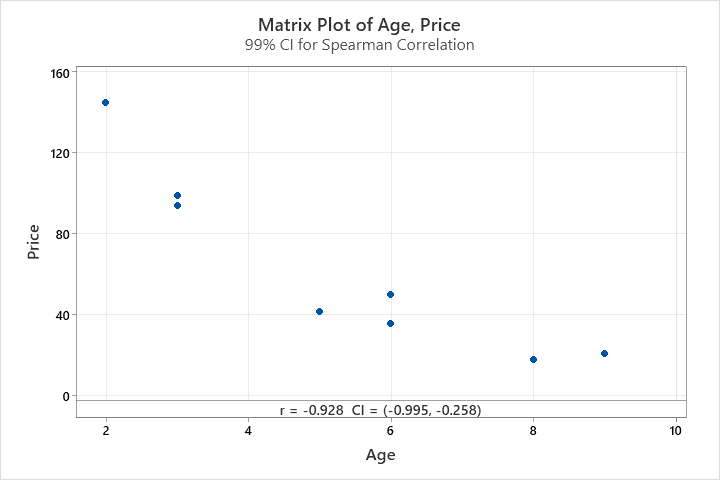 Matrix Plot of Age, Price
99% CI for Spearman Correlation
160
120
80
40
0
Price
r = -0.928 CI = (-0.995, -0.258)
2 4 6 8 10
Age